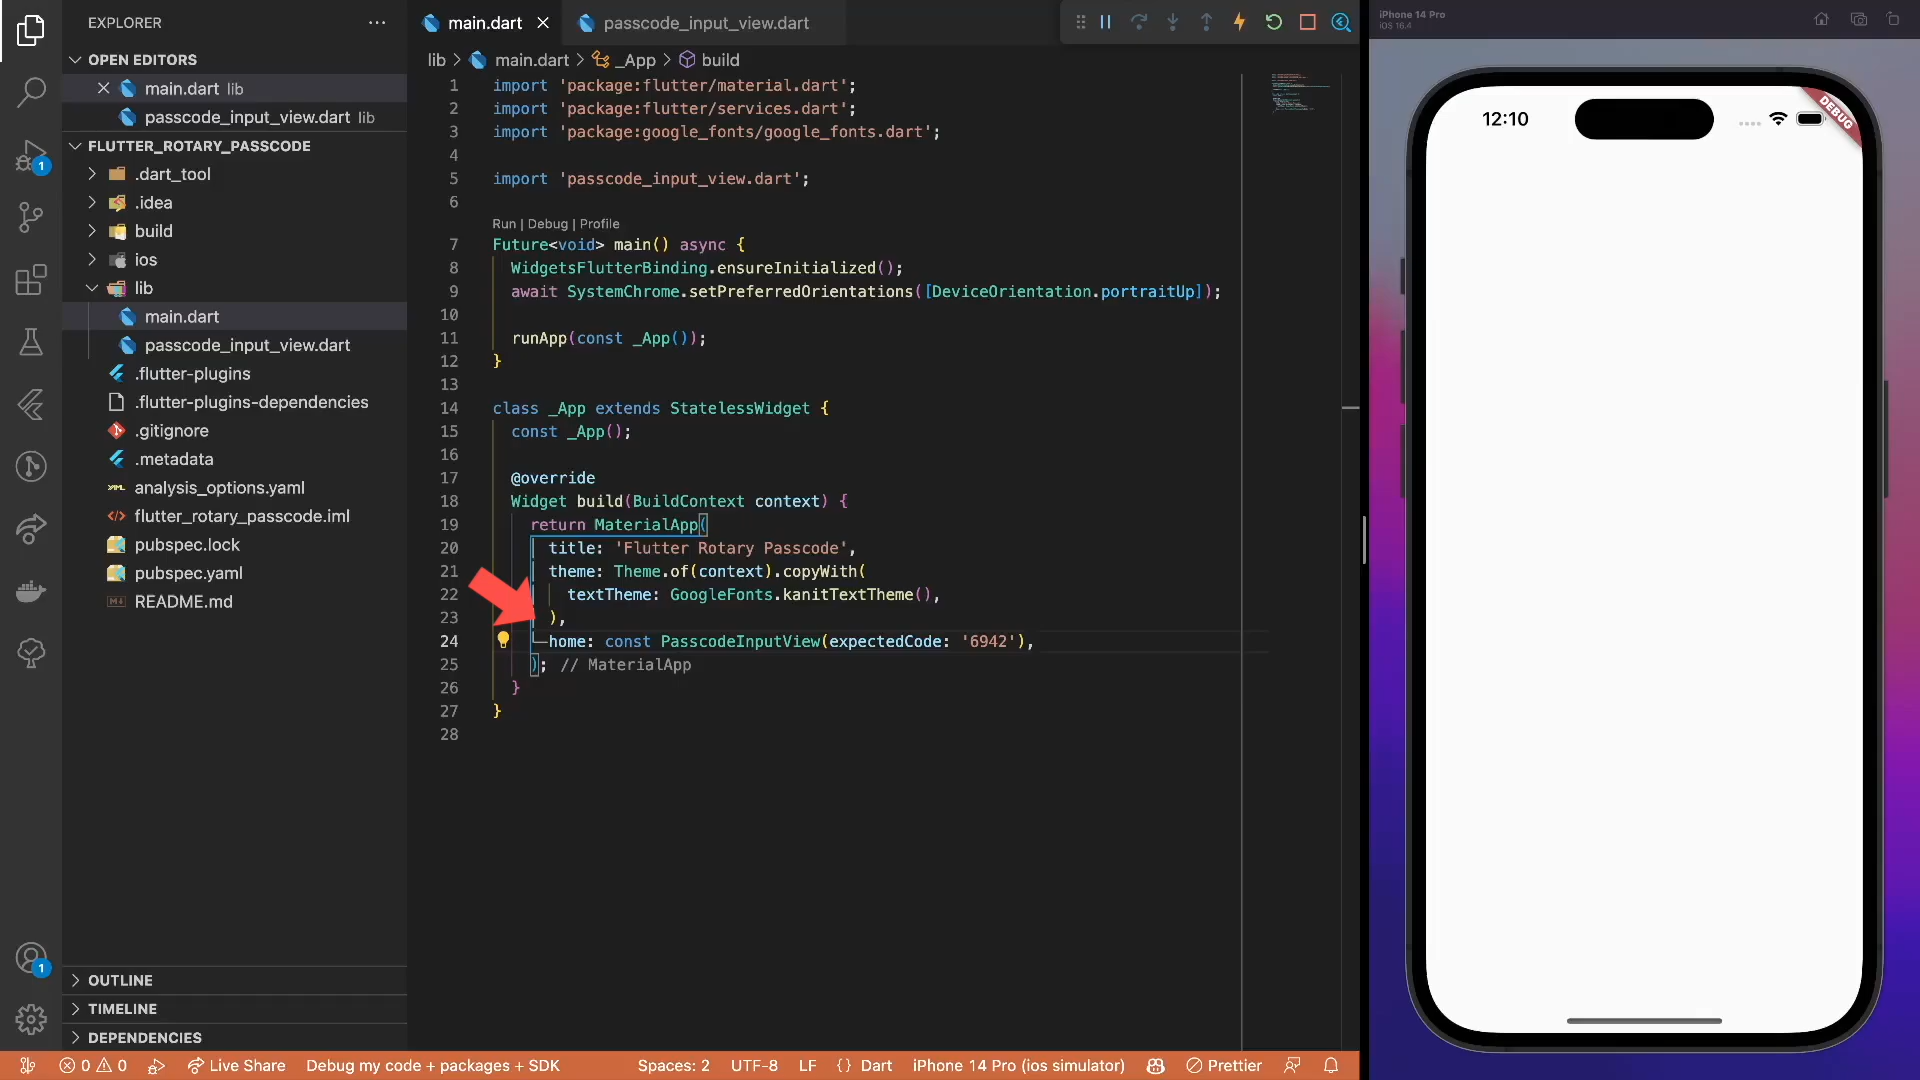 EXPLORER
OPEN EDITORS
main.dart lib
passcode_input_view.dart lib
FLUTTER_ROTARY_PASSCODE
.dart_tool
.idea
build
ios
lib
main.dart
passcode_input_view.dart
.flutter-plugins
.flutter-plugins-dependencies
.gitignore
.metadata
analysis_options.yaml
flutter_rotary_passcode.iml
pubspec.lock
pubspec.yaml
README.md
OUTLINE
TIMELINE
DEPENDENCIES
1
1
main.dart
passcode_input_view.dart
lib > main.dart > _App > build
1 import 'package:flutter/material.dart';
2 import 'package:flutter/services.dart';
3 import 'package:google_fonts/google_fonts.dart';
4
5 import 'passcode_input_view.dart';
6
Run | Debug | Profile
7 Future<void> main() async {
8 WidgetsFlutterBinding.ensureInitialized();
9 await SystemChrome.setPreferredOrientations([DeviceOrientation.portraitUp]);
10
11 runApp(const _App());
12 }
13
14 class _App extends StatelessWidget {
15 const _App();
16
17 @override
18 Widget build(BuildContext context) {
19 return MaterialApp(
20 title: 'Flutter Rotary Passcode',
21 theme: Theme.of(context).copyWith(
22 textTheme: GoogleFonts.kanitTextTheme(),
23 ),
24 home: const PasscodeInputView(expectedCode: '6942'),
25 ); // MaterialApp
26 }
27 }
28
0 0
Live Share
Debug my code + packages + SDK
Spaces: 2
UTF-8
LF
{ } Dart
iPhone 14 Pro (ios simulator)
Prettier
iPhone 14 Pro
iOS 16.4
12:10
DEBUG